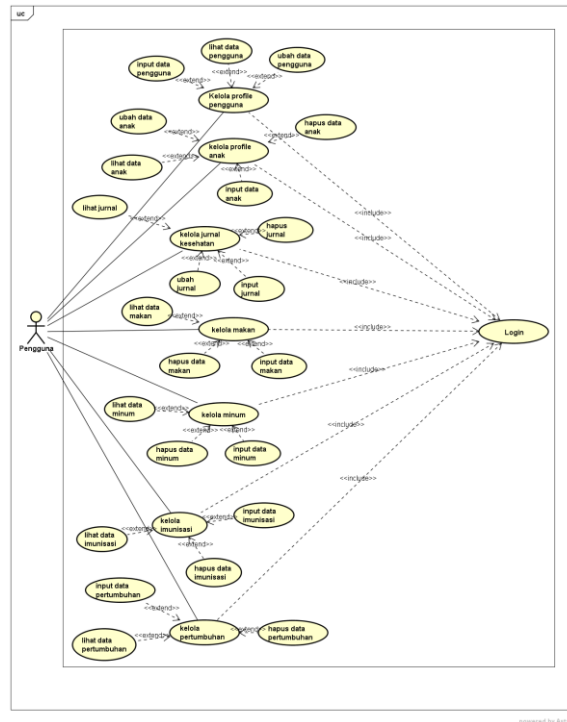 uc
lihat data
pengguna
input data
pengguna
ubah data
pengguna
<<extend>>
<<extend>>
<<extend>>
Kelola profile
pengguna
ubah data
anak
hapus data
anak
<<extend>>
<<extend>>
kelola profile
anak
lihat data
anak
<<extend>>
<<extend>>
input data
anak
lihat jurnal
<<extend>>
hapus
jurnal
<<extend>>
kelola jurnal
kesehatan
<<extend>>
<<extend>>
ubah
jurnal
input
jurnal
<<include>>
<<include>>
<<include>>
lihat data
makan
<<extend>>
kelola makan
<<include>>
Login
Pengguna
<<extend>>
<<extend>>
hapus data
makan
input data
makan
<<include>>
lihat data
minum
<<extend>>
kelola minum
<<extend>>
<<extend>>
hapus data
minum
input data
minum
<<include>>
<<include>>
input data
imunisasi
<<extend>>
kelola
imunisasi
lihat data
imunisasi
<<extend>>
<<extend>>
hapus data
imunisasi
input data
pertumbuhan
<<extend>>
kelola
pertumbuhan
<<extend>>
hapus data
pertumbuhan
lihat data
pertumbuhan
<<extend>>
powered by Ast